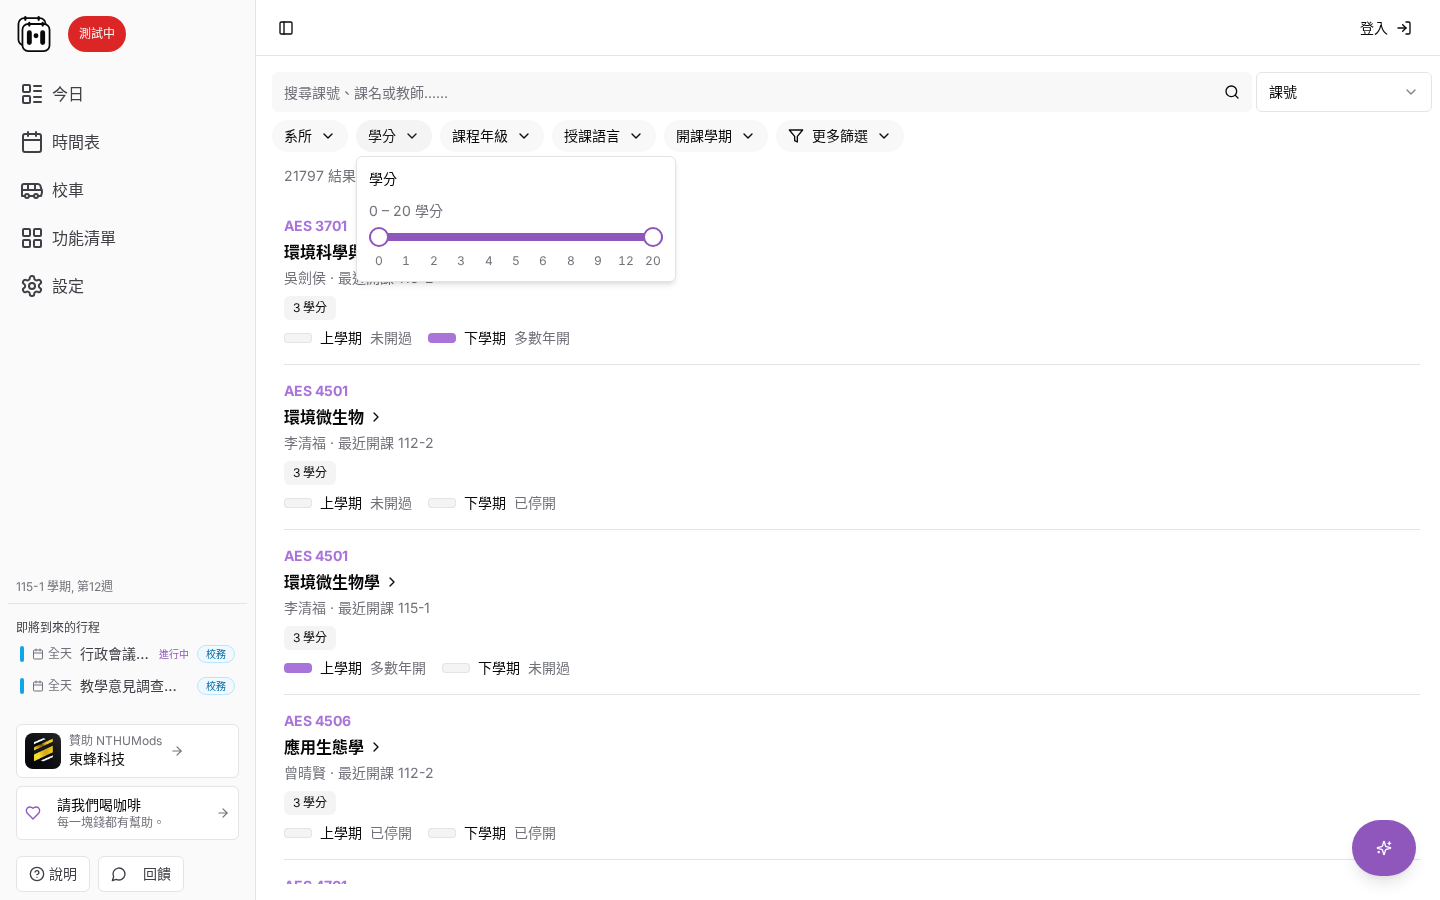 測試中
今日
時間表
校車
功能清單
設定
115-1 學期, 第12週
即將到來的行程
全天 行政會議... 進行中 校務
全天 教學意見調查... 校務
贊助 NTHUMods
東蜂科技
請我們喝咖啡
每一塊錢都有幫助。
說明 回饋
登入
搜尋課號、課名或教師...... 課號
系所 學分 課程年級 授課語言 開課學期 更多篩選
21797 結果
學分
0 – 20 學分
0 1 2 3 4 5 6 8 9 12 20
AES 3701
環境科學與
吳劍侯 · 最近開課
3 學分
上學期 未開過 下學期 多數年開
AES 4501
環境微生物
李清福 · 最近開課 112-2
3 學分
上學期 未開過 下學期 已停開
AES 4501
環境微生物學
李清福 · 最近開課 115-1
3 學分
上學期 多數年開 下學期 未開過
AES 4506
應用生態學
曾晴賢 · 最近開課 112-2
3 學分
上學期 已停開 下學期 已停開